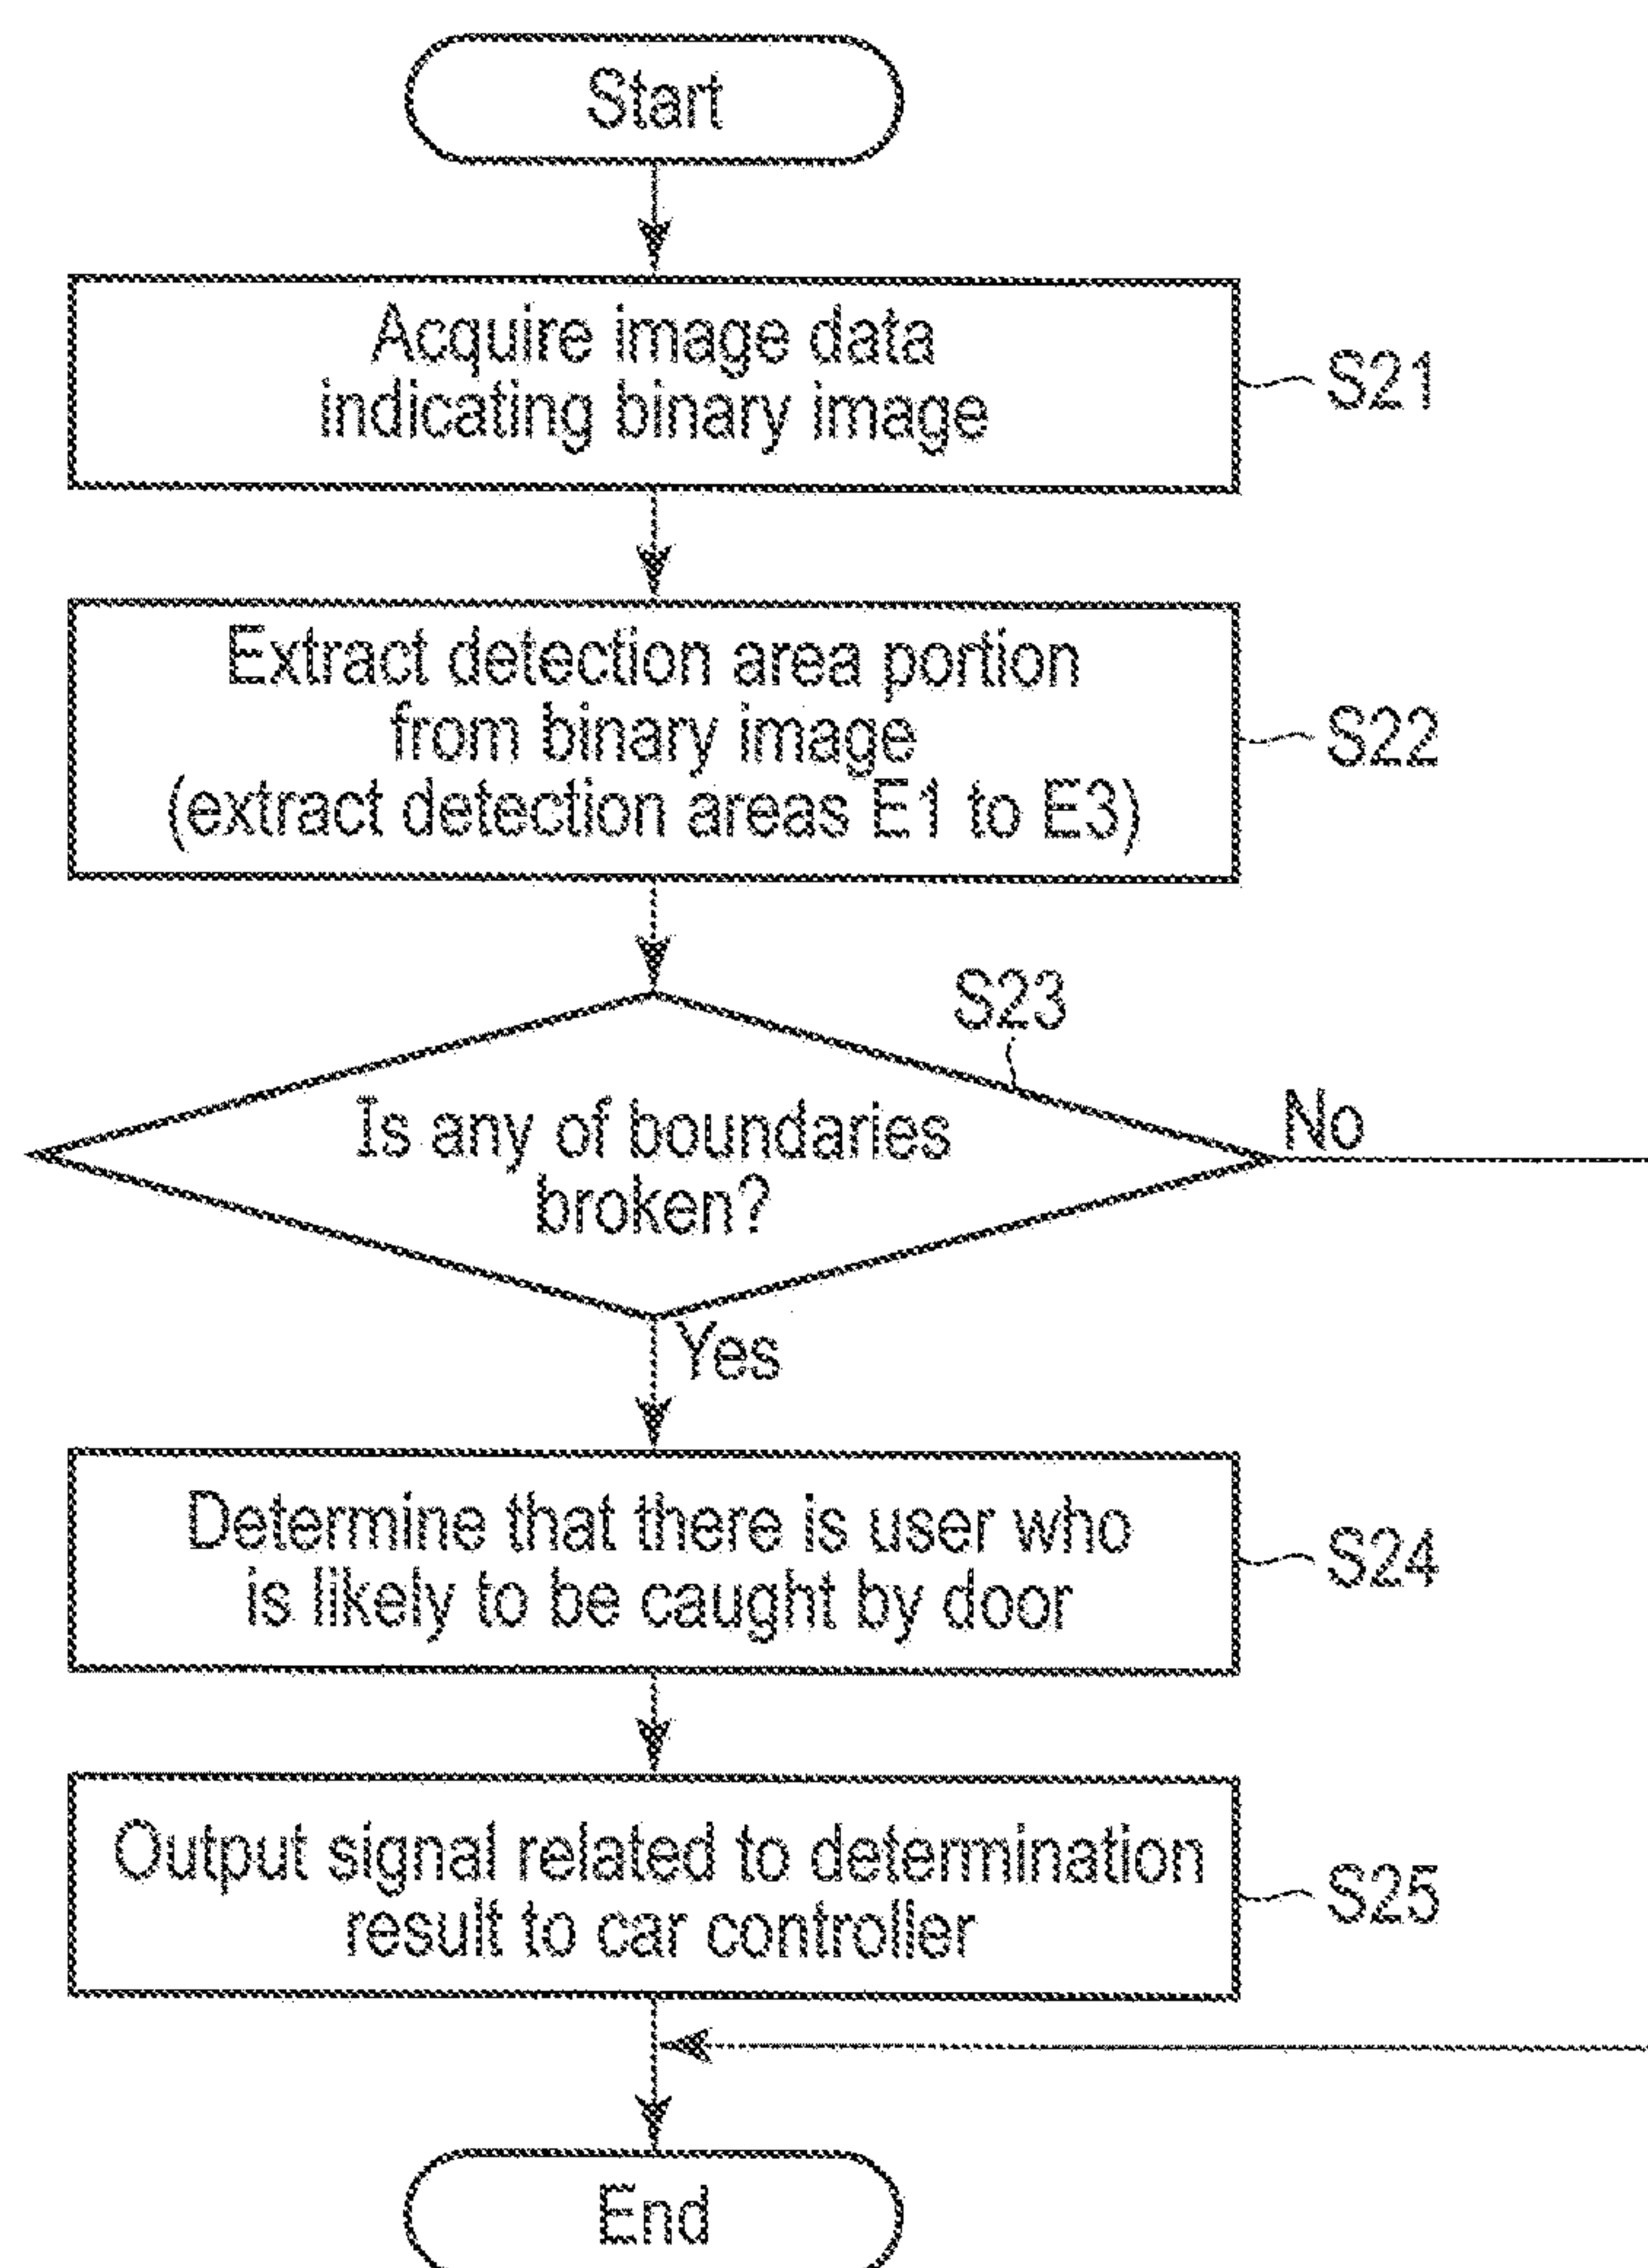 Start
Acquire image data
indicating binary image
S21
Extract detection area portion
from binary image
(extract detection areas E1 to E3)
S22
S23
Is any of boundaries
broken?
No
Yes
Determine that there is user who
is likely to be caught by door
S24
Output signal related to determination
result to car controller
S25
End